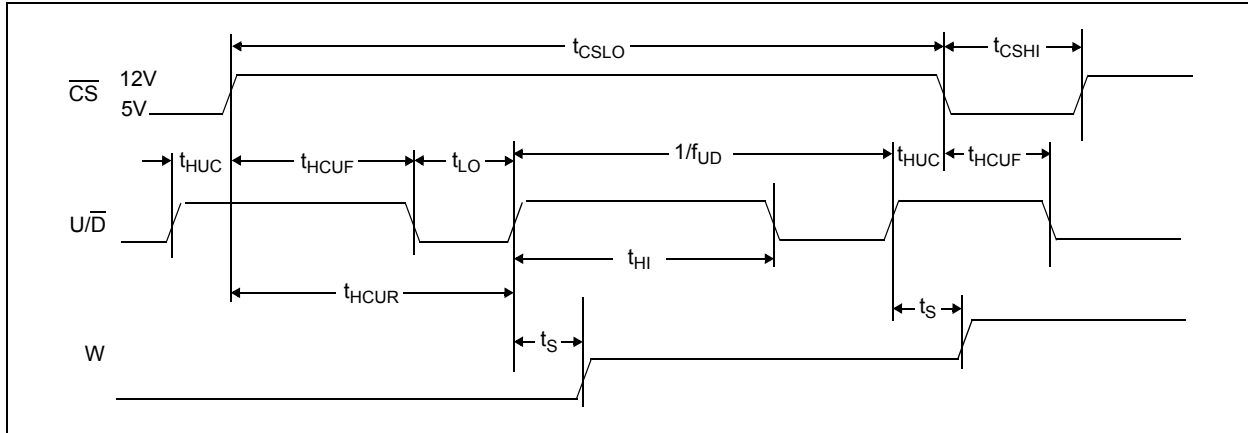 tCSLO
tCSHI
CS
12V
5V
tHUC
tHCUF
tLO
1/fUD
tHUC
tHCUF
U/D
tHI
tHCUR
tS
tS
W